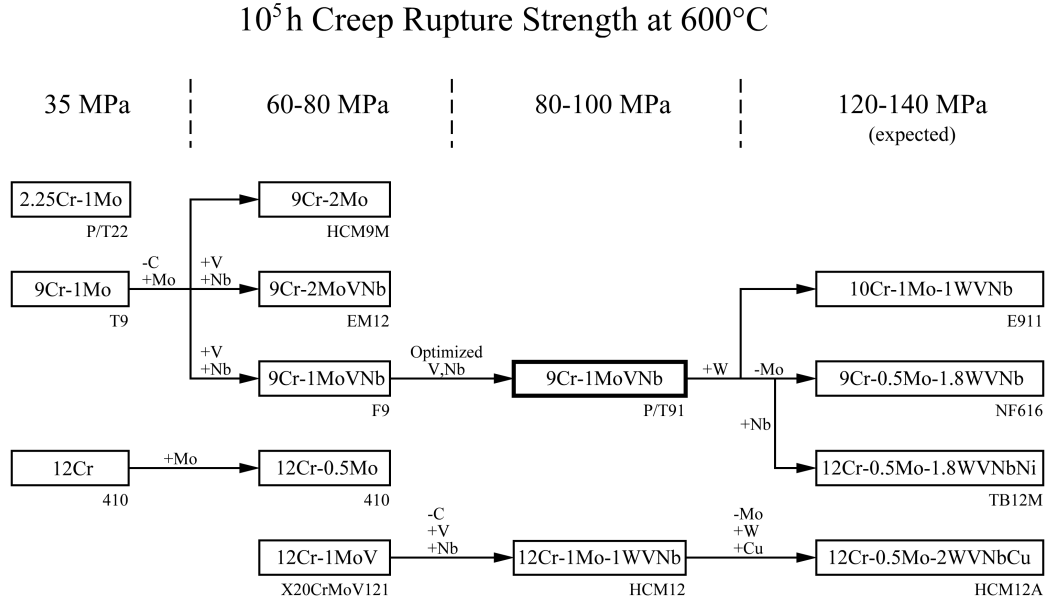 10⁵h Creep Rupture Strength at 600°C
35 MPa
60-80 MPa
80-100 MPa
120-140 MPa
(expected)
2.25Cr-1Mo
P/T22
9Cr-2Mo
HCM9M
9Cr-1Mo
T9
-C
+Mo
+V
+Nb
9Cr-2MoVNb
EM12
10Cr-1Mo-1WVNb
E911
+V
+Nb
9Cr-1MoVNb
F9
Optimized
V,Nb
9Cr-1MoVNb
P/T91
+W
-Mo
9Cr-0.5Mo-1.8WVNb
NF616
+Nb
12Cr
410
+Mo
12Cr-0.5Mo
410
12Cr-0.5Mo-1.8WVNbNi
TB12M
12Cr-1MoV
X20CrMoV121
-C
+V
+Nb
12Cr-1Mo-1WVNb
HCM12
-Mo
+W
+Cu
12Cr-0.5Mo-2WVNbCu
HCM12A